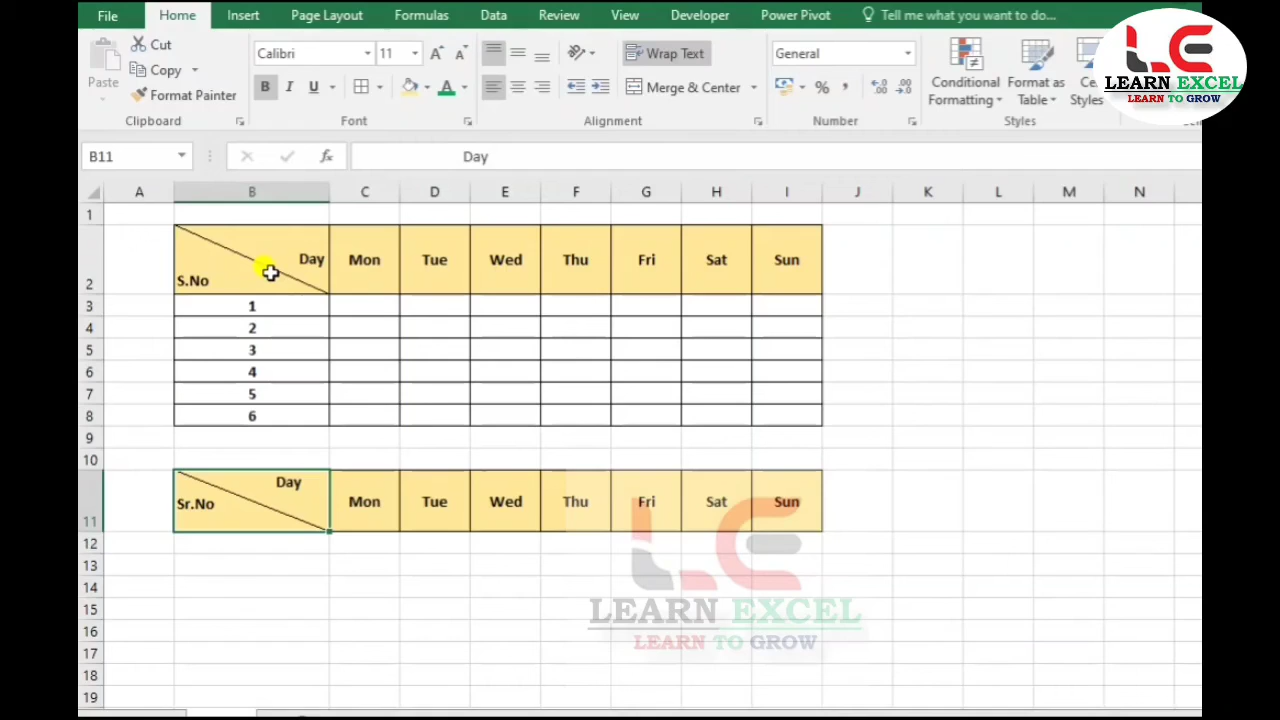 File Home Insert Page Layout Formulas Data Review View Developer Power Pivot Tell me what you want to do...
Cut
Copy
Format Painter
Paste
Clipboard
Calibri 11
B I U A
Font
Wrap Text
Merge & Center
Alignment
General
%
Number
Conditional Formatting
Format as Table
Styles
Styles
LEARN EXCEL
LEARN TO GROW
B11 fx Day
A B C D E F G H I J K L M N
1
2 S.No Day Mon Tue Wed Thu Fri Sat Sun
3 1
4 2
5 3
6 4
7 5
8 6
9
10
11 Sr.No Day Mon Tue Wed Thu Fri Sat Sun
12
13
14
15
16
17
18
19
LEARN EXCEL
LEARN TO GROW